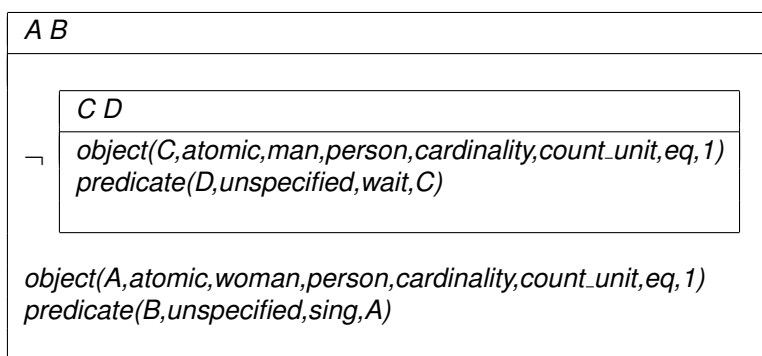 A B
C D
¬
object(C,atomic,man,person,cardinality,count_unit,eq,1)
predicate(D,unspecified,wait,C)
object(A,atomic,woman,person,cardinality,count_unit,eq,1)
predicate(B,unspecified,sing,A)